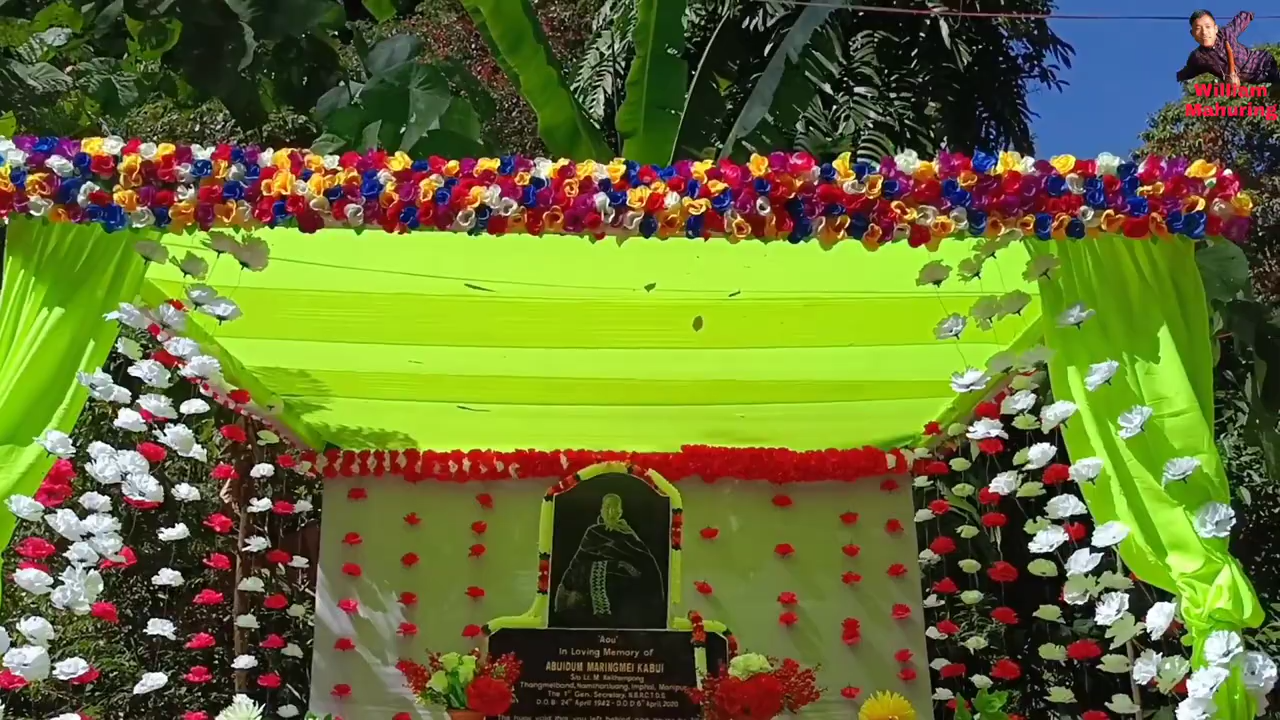 William
Mahuring
"Aou"
In Loving Memory of
ABUIDUM MARINGMEI KABUI
S/o Lt. M. Keithempong
Thangmeiband, Namthanluang, Imphal, Manipur
The 1st Gen. Secretary, N.B.R.C.T.D.S.
D.O.B: 24th April 1942 - D.O.D 6th April, 2020